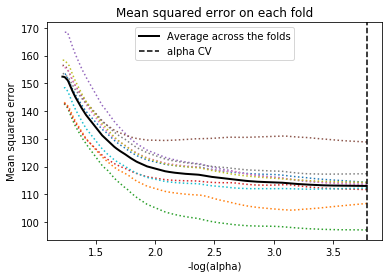 Mean squared error on each fold
Average across the folds
alpha CV
Mean squared error
170
160
150
140
130
120
110
100
1.5
2.0
2.5
3.0
3.5
-log(alpha)